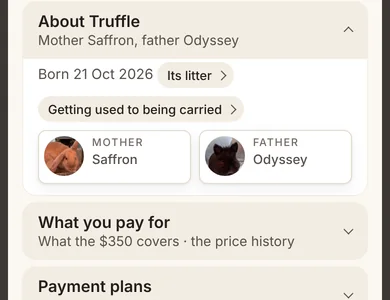 About Truffle
Mother Saffron, father Odyssey
Born 21 Oct 2026 Its litter
Getting used to being carried
MOTHER
Saffron
FATHER
Odyssey
What you pay for
What the $350 covers · the price history
Payment plans